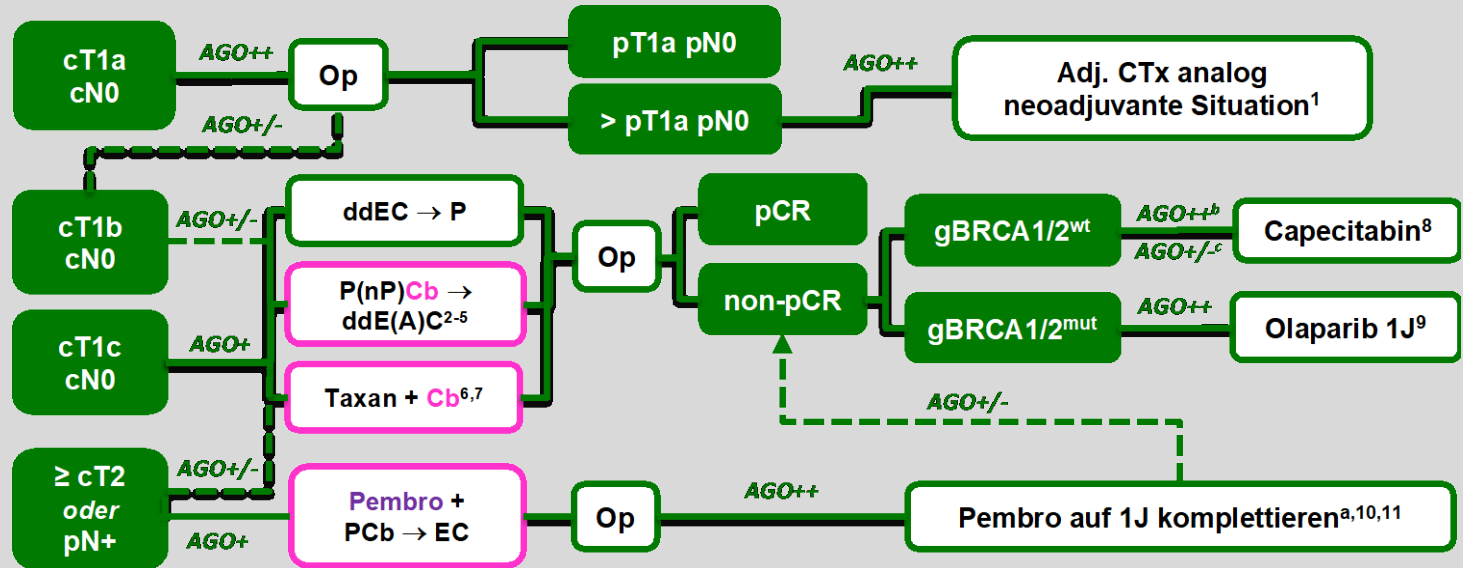 cT1a
cN0
AGO++
Op
AGO+/-
pT1a pN0
> pT1a pN0
AGO++
Adj. CTx analog
neoadjuvante Situation¹
cT1b
cN0
AGO+/-
cT1c
cN0
AGO+
ddEC → P
P(nP)Cb →
ddE(A)C²⁻⁵
Taxan + Cb⁶,⁷
Op
pCR
non-pCR
gBRCA1/2ʷᵗ
AGO++ᵇ
AGO+/-ᶜ
Capecitabin⁸
gBRCA1/2ᵐᵘᵗ
AGO++
Olaparib 1J⁹
AGO+/-
≥ cT2
oder
pN+
AGO+/-
AGO+
Pembro +
PCb → EC
Op
AGO++
Pembro auf 1J komplettierenᵃ,¹⁰,¹¹